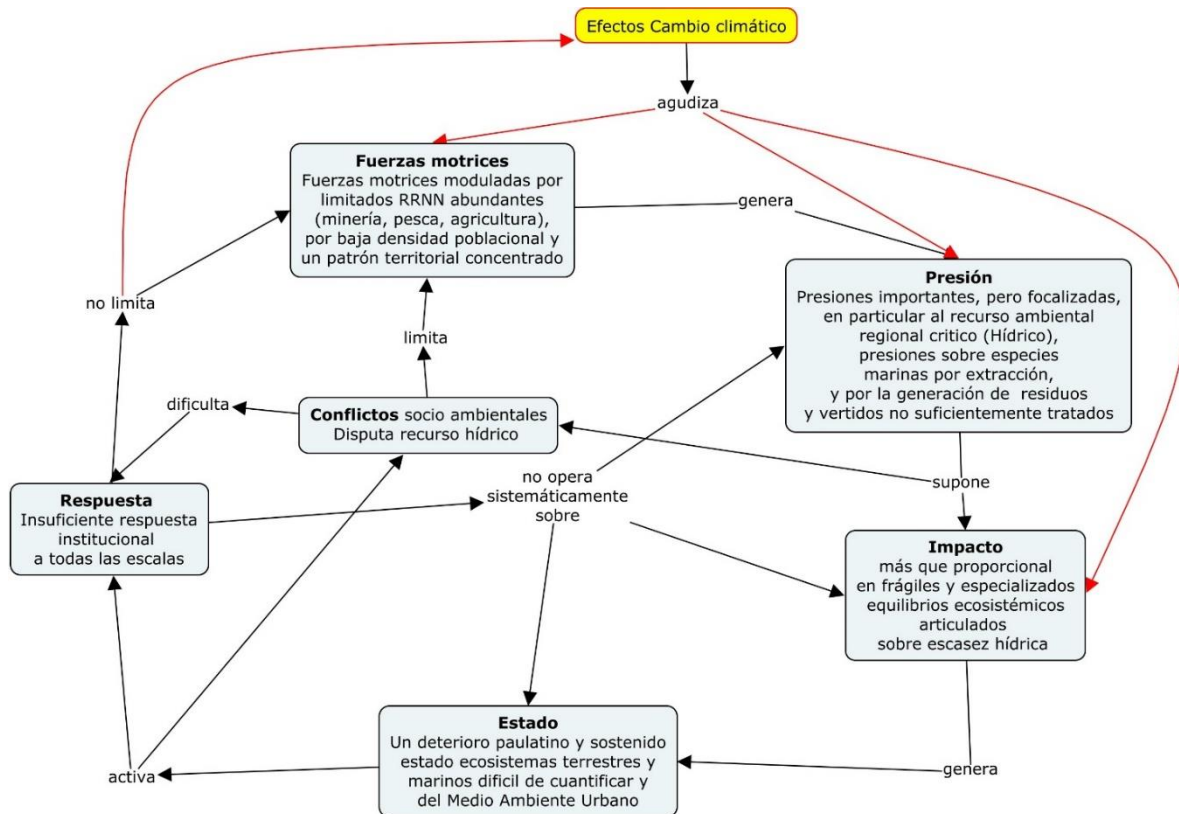 Efectos Cambio climático
agudiza
Fuerzas motrices
Fuerzas motrices moduladas por
limitados RRNN abundantes
(minería, pesca, agricultura),
por baja densidad poblacional y
un patrón territorial concentrado
genera
Presión
Presiones importantes, pero focalizadas,
en particular al recurso ambiental
regional critico (Hídrico),
presiones sobre especies
marinas por extracción,
y por la generación de residuos
y vertidos no suficientemente tratados
no limita
limita
dificulta
Conflictos socio ambientales
Disputa recurso hídrico
no opera
sistemáticamente
sobre
supone
Respuesta
Insuficiente respuesta
institucional
a todas las escalas
Impacto
más que proporcional
en frágiles y especializados
equilibrios ecosistémicos
articulados
sobre escasez hídrica
Estado
Un deterioro paulatino y sostenido
estado ecosistemas terrestres y
marinos dificil de cuantificar y
del Medio Ambiente Urbano
activa
genera